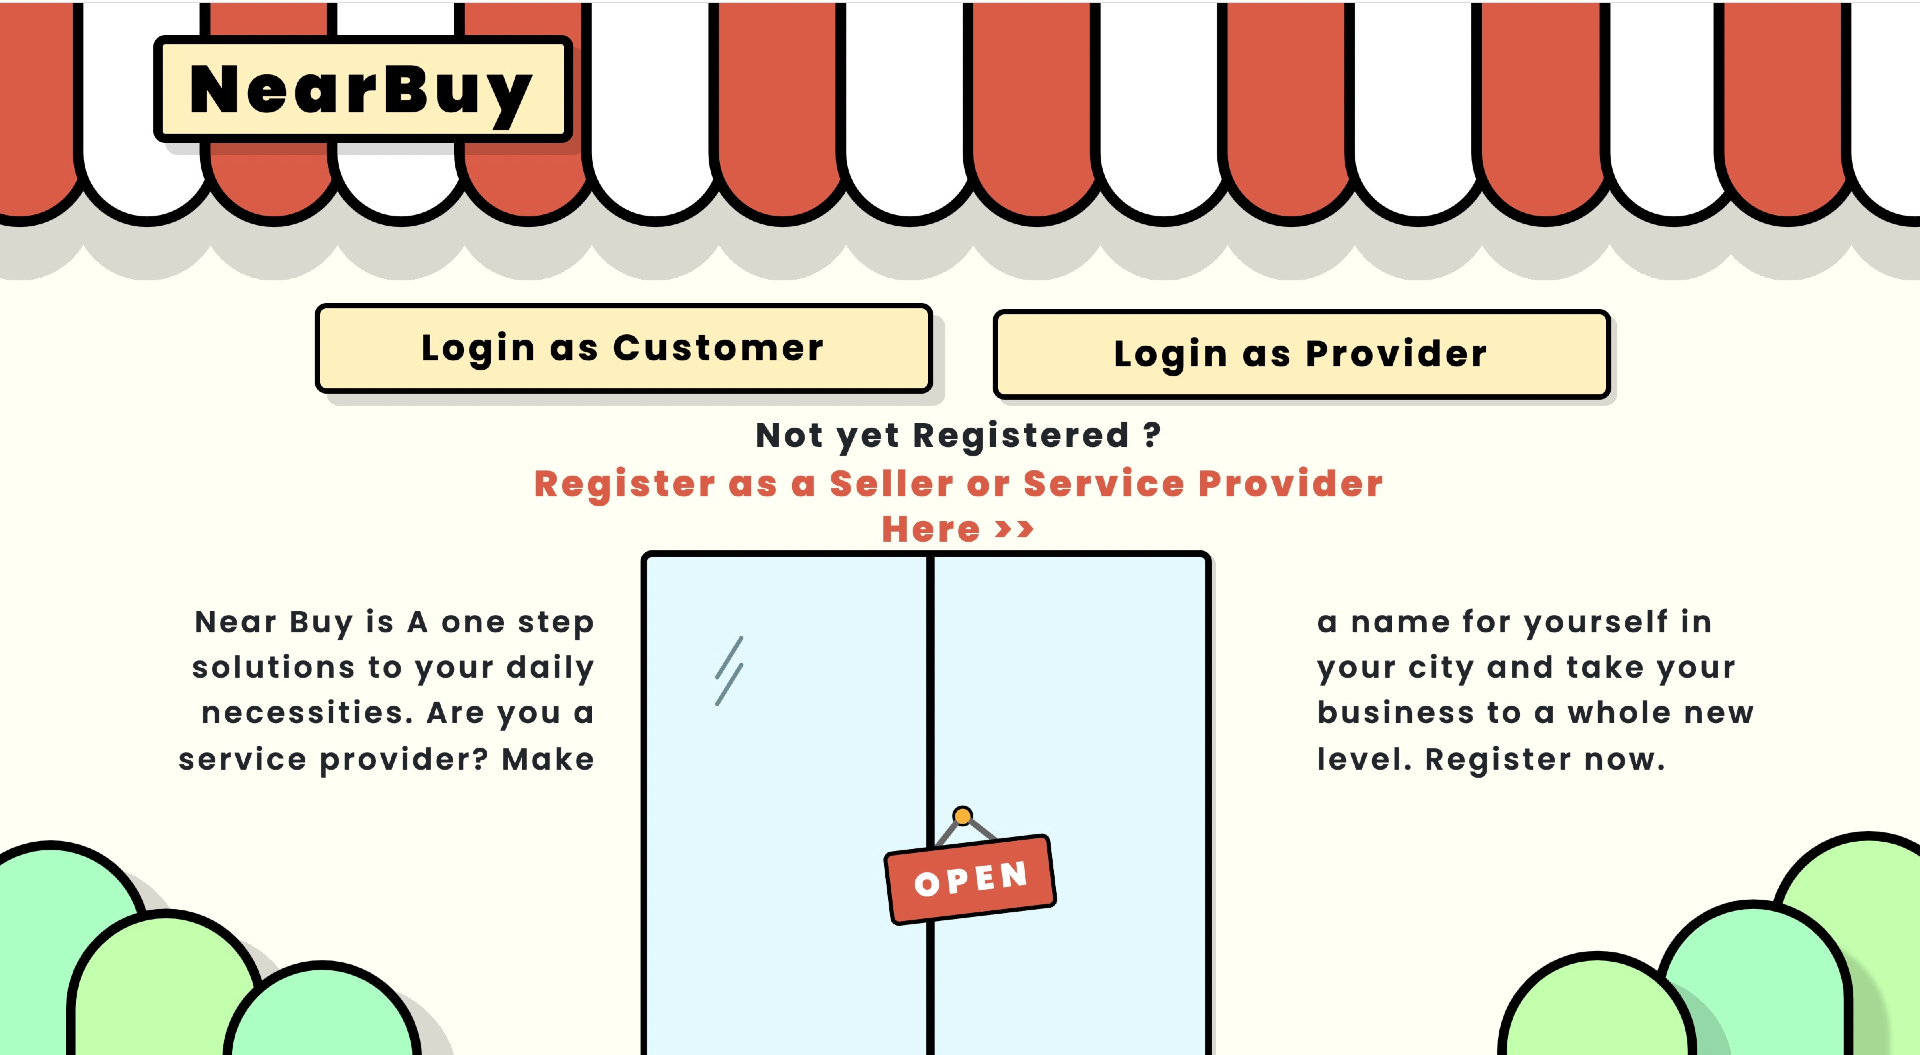 NearBuy
Login as Customer
Login as Provider
Not yet Registered ?
Register as a Seller or Service Provider
Here >>
Near Buy is A one step
solutions to your daily
necessities. Are you a
service provider? Make
a name for yourself in
your city and take your
business to a whole new
level. Register now.
OPEN